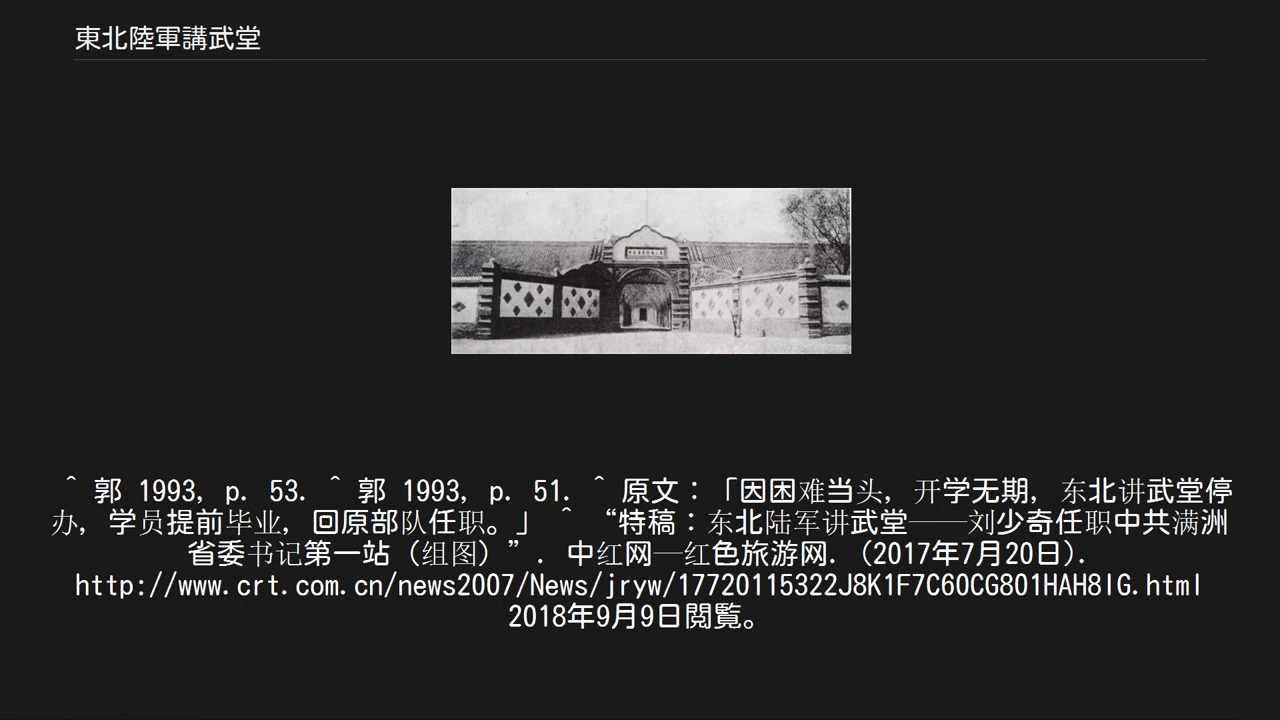 東北陸軍講武堂
^ 郭 1993, p. 53. ^ 郭 1993, p. 51. ^ 原文：「因困难当头, 开学无期, 东北讲武堂停
办, 学员提前毕业, 回原部队任职。」 ^ “特稿：东北陆军讲武堂——刘少奇任职中共满洲
省委书记第一站（组图）”. 中红网—红色旅游网. (2017年7月20日).
http://www.crt.com.cn/news2007/News/jryw/17720115322J8K1F7C60CG801HAH8IG.html
2018年9月9日閲覧。